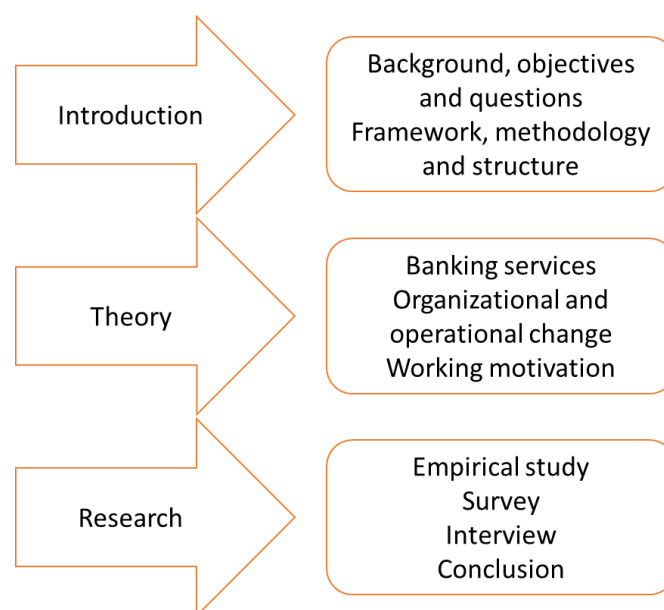 Introduction
Background, objectives
and questions
Framework, methodology
and structure
Theory
Banking services
Organizational and
operational change
Working motivation
Research
Empirical study
Survey
Interview
Conclusion